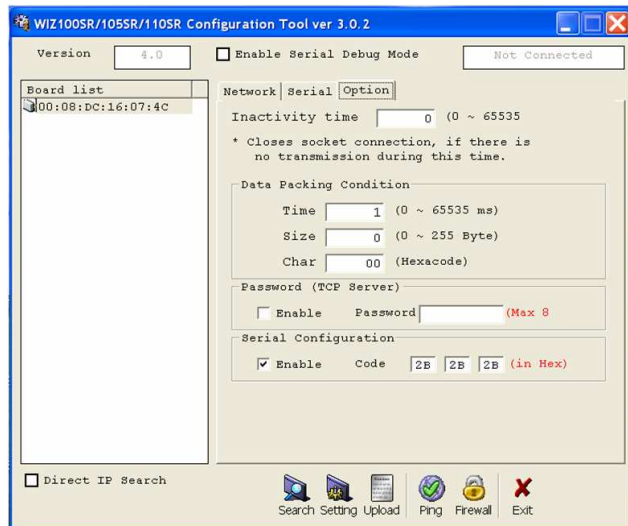 WIZ100SR/105SR/110SR Configuration Tool ver 3.0.2
Version 4.0 Enable Serial Debug Mode Not Connected
Board list
00:08:DC:16:07:4C
Network Serial Option
Inactivity time 0 (0 ~ 65535
* Closes socket connection, if there is
no transmission during this time.
Data Packing Condition
Time 1 (0 ~ 65535 ms)
Size 0 (0 ~ 255 Byte)
Char 00 (Hexacode)
Password (TCP Server)
Enable Password (Max 8
Serial Configuration
Enable Code 2B 2B 2B (in Hex)
Direct IP Search
Search Setting Upload Ping Firewall Exit